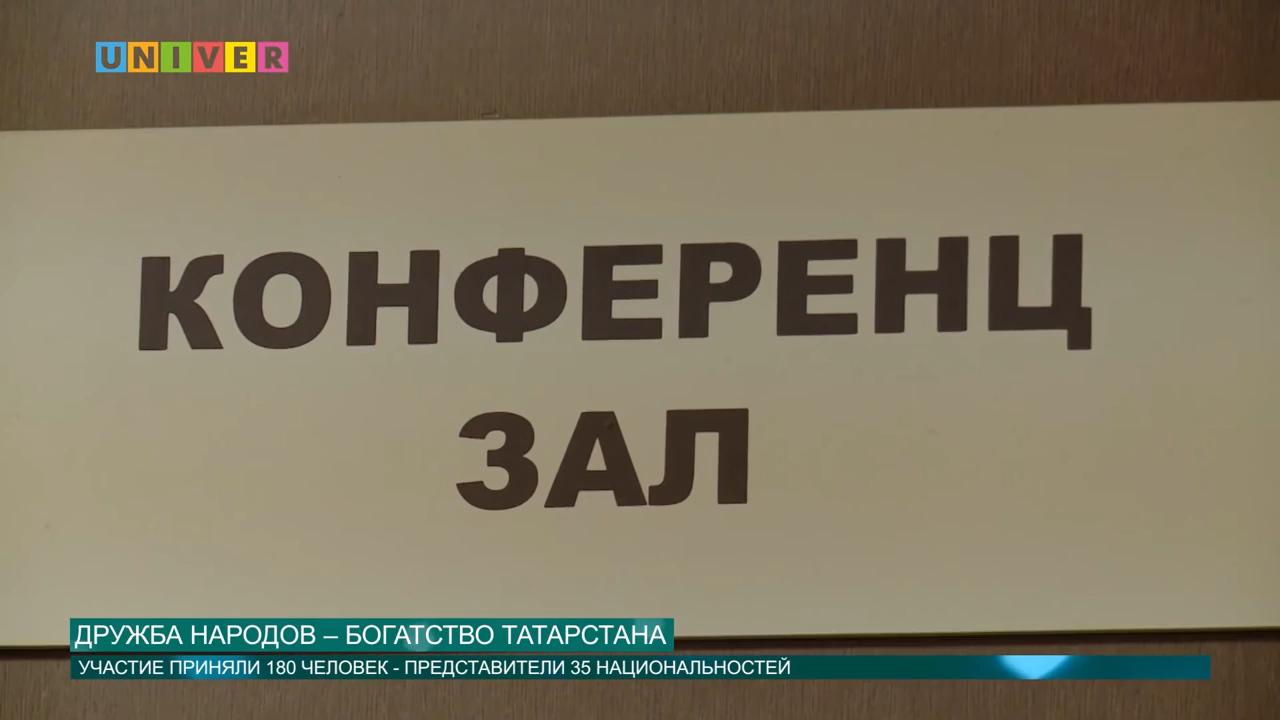 UNIVER
КОНФЕРЕНЦ
ЗАЛ
ДРУЖБА НАРОДОВ – БОГАТСТВО ТАТАРСТАНА
УЧАСТИЕ ПРИНЯЛИ 180 ЧЕЛОВЕК - ПРЕДСТАВИТЕЛИ 35 НАЦИОНАЛЬНОСТЕЙ